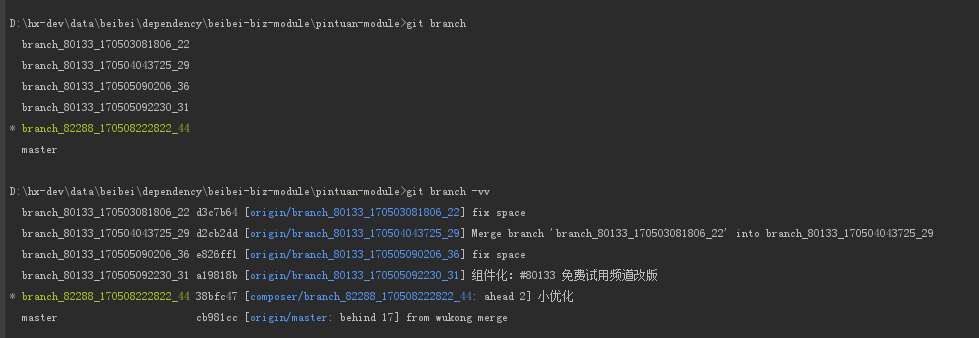 D:\hx-dev\data\beibei\dependency\beibei-biz-module\pintuan-module>git branch
branch_80133_170503081806_22
branch_80133_170504043725_29
branch_80133_170505090206_36
branch_80133_170505092230_31
* branch_82288_170508222822_44
master
D:\hx-dev\data\beibei\dependency\beibei-biz-module\pintuan-module>git branch -vv
branch_80133_170503081806_22 d3c7b64 [origin/branch_80133_170503081806_22] fix space
branch_80133_170504043725_29 d2cb2dd [origin/branch_80133_170504043725_29] Merge branch 'branch_80133_170503081806_22' into branch_80133_170504043725_29
branch_80133_170505090206_36 e826ff1 [origin/branch_80133_170505090206_36] fix space
branch_80133_170505092230_31 a19818b [origin/branch_80133_170505092230_31] 组件化: #80133 免费试用频道改版
* branch_82288_170508222822_44 38bfc47 [composer/branch_82288_170508222822_44: ahead 2] 小优化
master cb981cc [origin/master: behind 17] from wukong merge